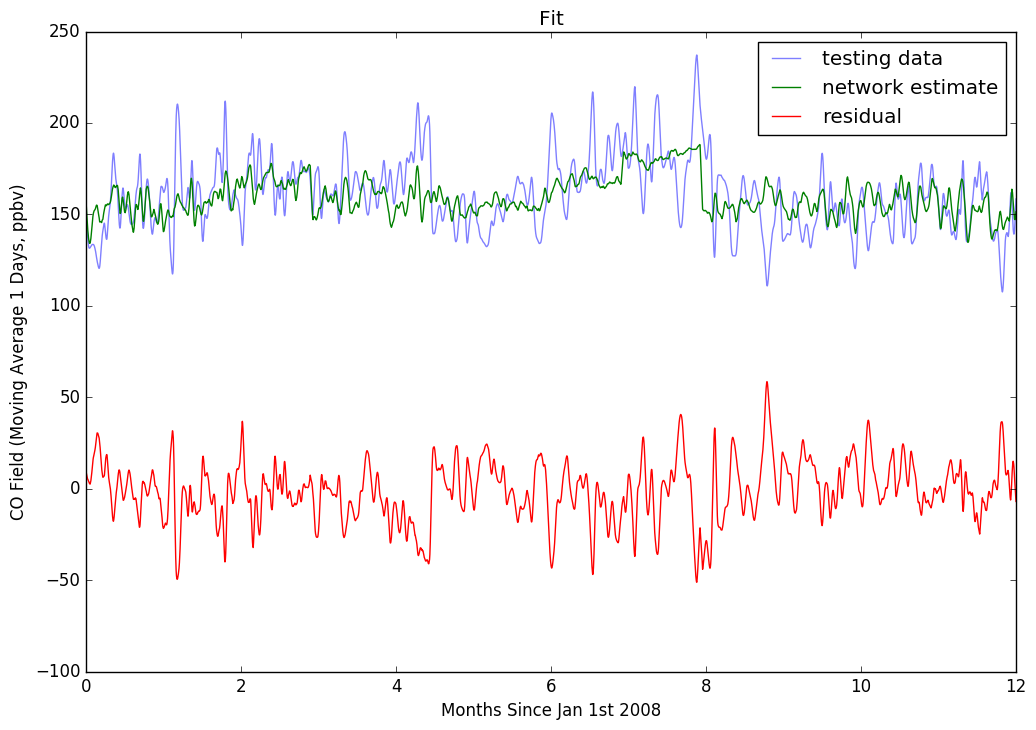 Fit
testing data
network estimate
residual
CO Field (Moving Average 1 Days, ppbv)
250
200
150
100
50
0
−50
−100
0 2 4 6 8 10 12
Months Since Jan 1st 2008